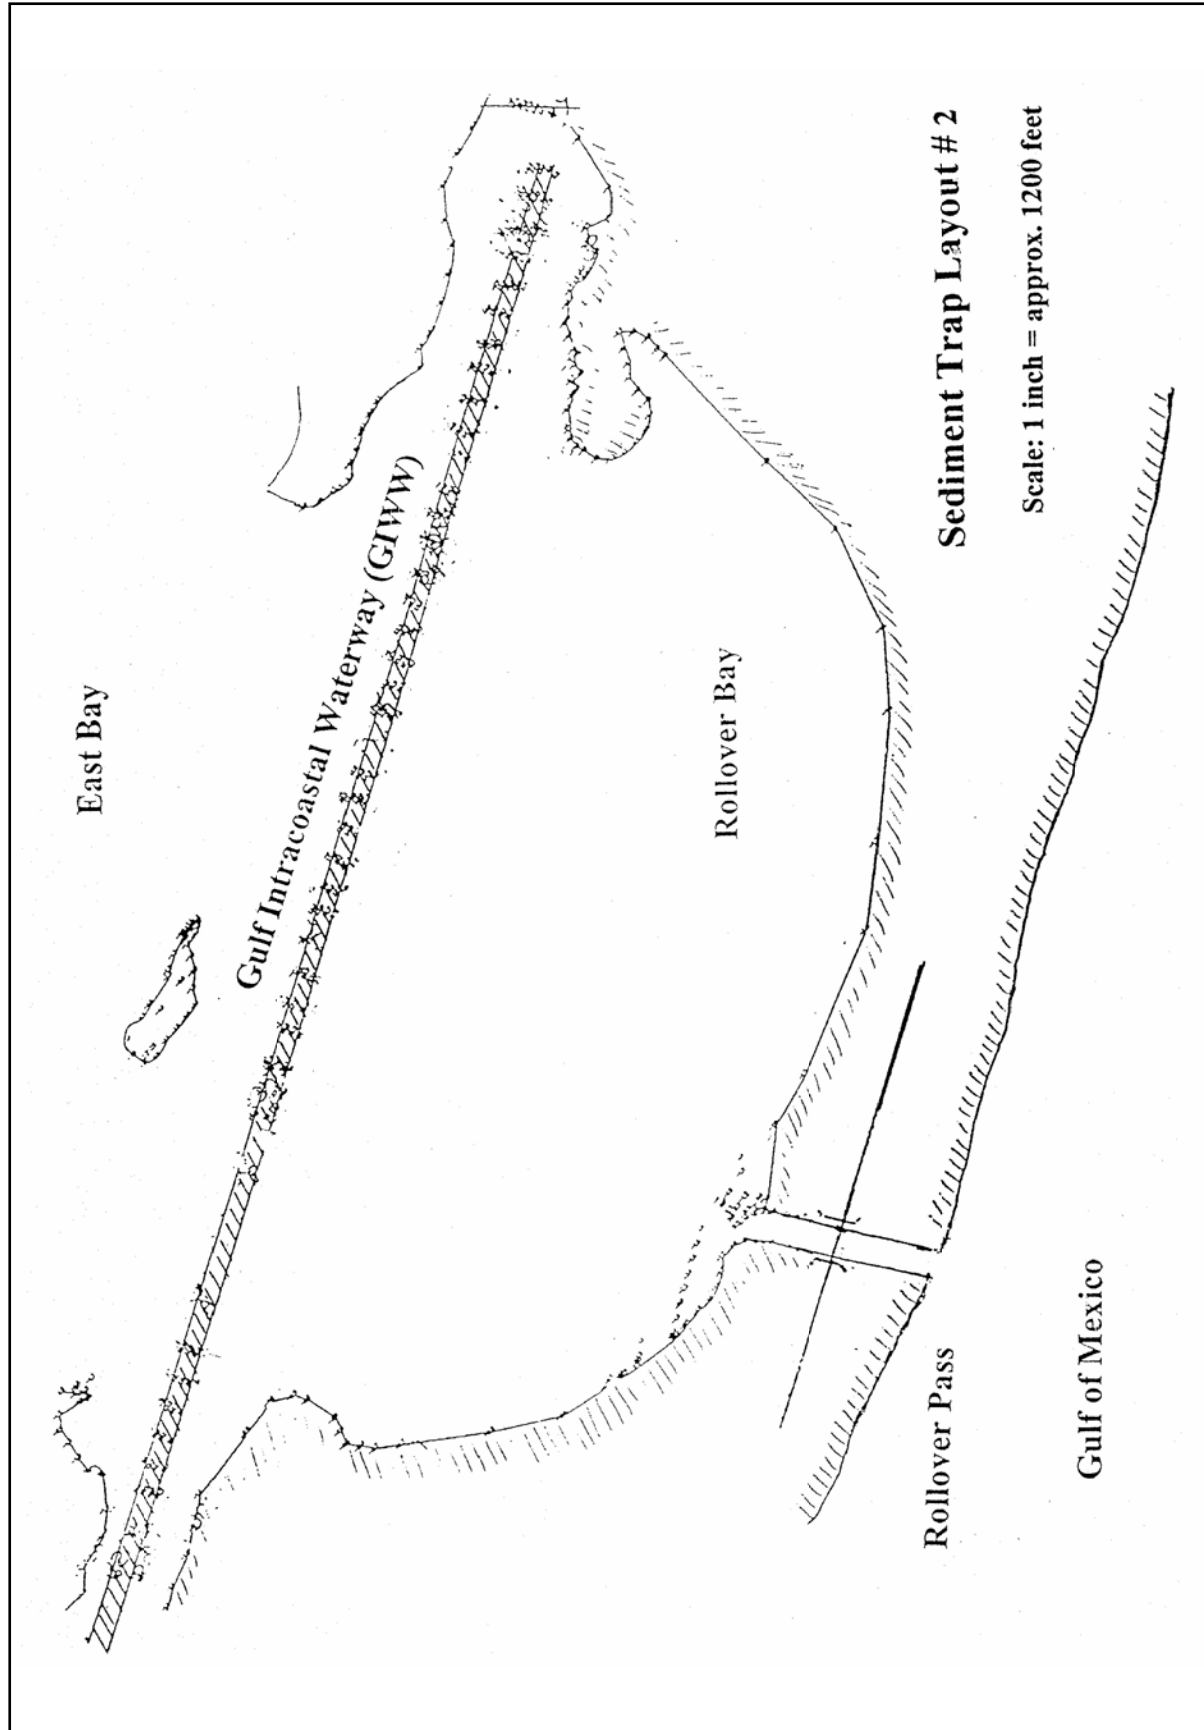 East Bay
Gulf Intracoastal Waterway (GIWW)
Rollover Bay
Sediment Trap Layout # 2
Scale: 1 inch = approx. 1200 feet
Rollover Pass
Gulf of Mexico